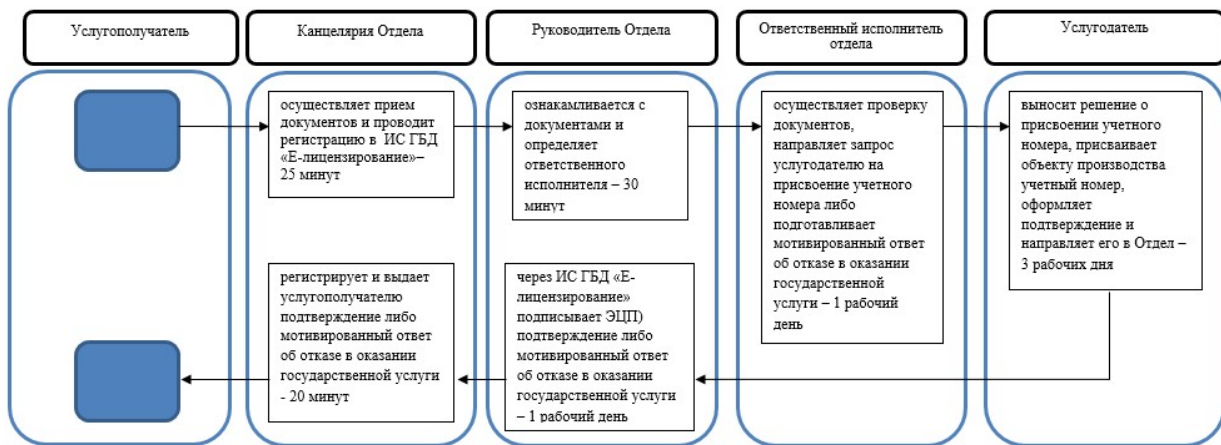 Услугополучатель
Канцелярия Отдела
Руководитель Отдела
Ответственный исполнитель
отдела
Услугодатель
осуществляет прием
документов и проводит
регистрацию в ИС ГБД
«Е-лицензирование»–
25 минут
ознакамливается с
документами и
определяет
ответственного
исполнителя – 30
минут
осуществляет проверку
документов,
направляет запрос
услугодателю на
присвоение учетного
номера либо
подготавливает
мотивированный ответ
об отказе в оказании
государственной
услуги – 1 рабочий
день
выносит решение о
присвоении учетного
номера, присваивает
объекту производства
учетный номер,
оформляет
подтверждение и
направляет его в Отдел –
3 рабочих дня
регистрирует и выдает
услугополучателю
подтверждение либо
мотивированный ответ
об отказе в оказании
государственной услуги
- 20 минут
через ИС ГБД «Е-
лицензирование»
подписывает ЭЦП)
подтверждение либо
мотивированный ответ
об отказе в оказании
государственной услуги
– 1 рабочий день